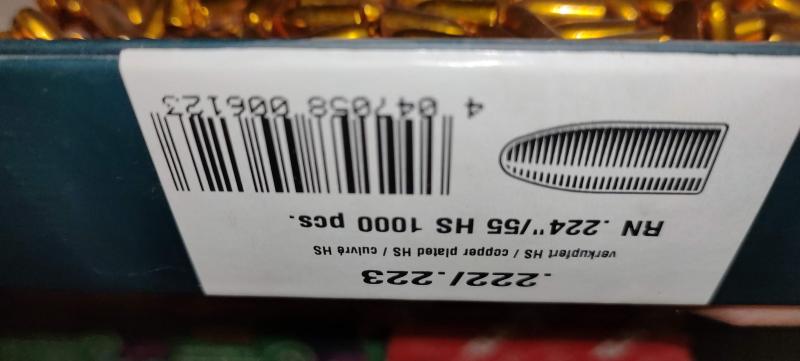 .222/.223
verkupfert HS / copper plated HS / cuivré HS
RN .224"/55 HS 1000 pcs.
4 047058 006123